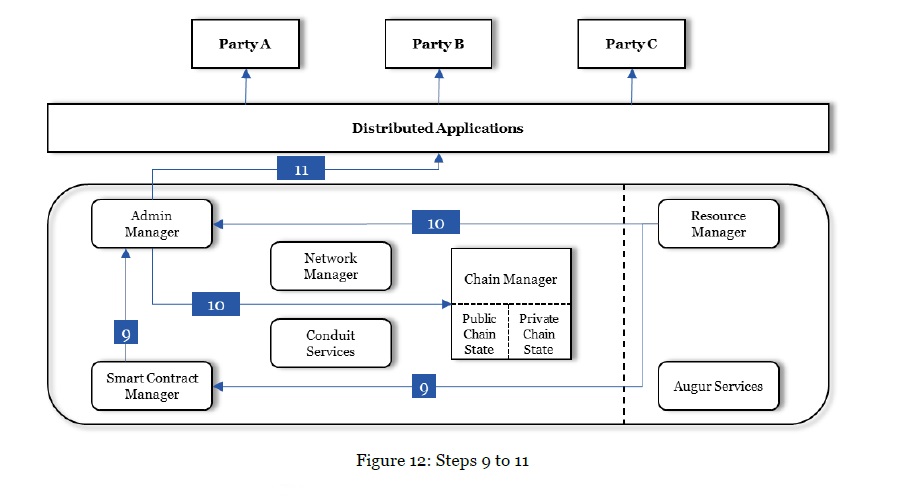 Party A
Party B
Party C
Distributed Applications
11
Admin
Manager
10
Resource
Manager
Network
Manager
Chain Manager
10
Public
Chain
State
Private
Chain
State
9
Conduit
Services
Smart Contract
Manager
9
Augur Services
Figure 12: Steps 9 to 11